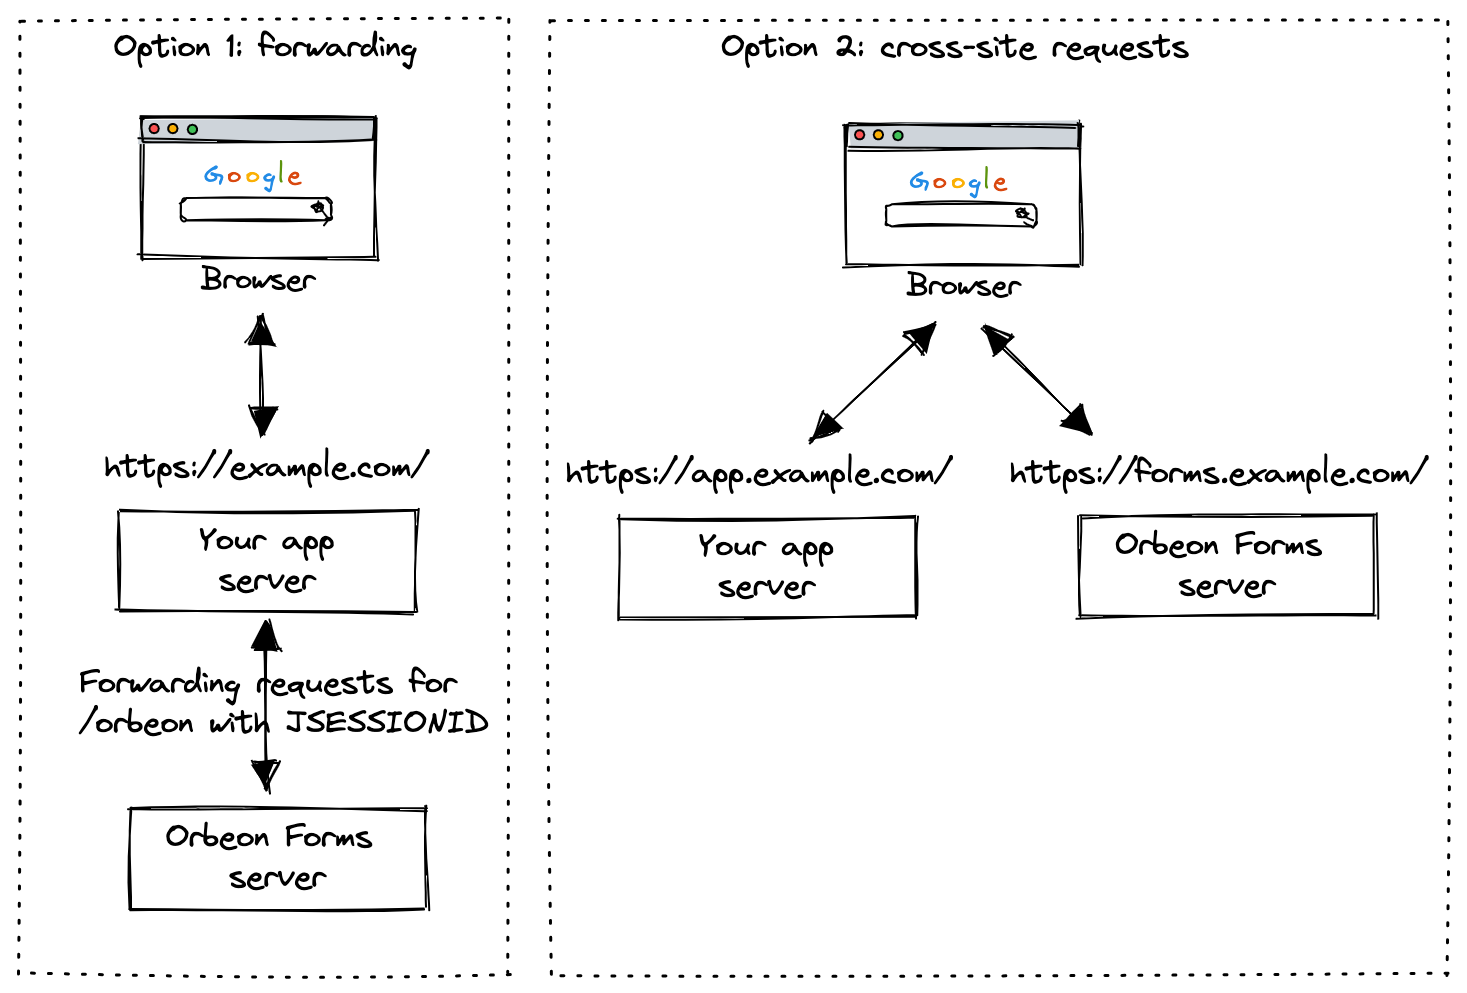 Option 1: forwarding
Google
Browser
https://example.com/
Your app
server
Forwarding requests for
/orbeon with JSESSIONID
Orbeon Forms
server
Option 2: cross-site requests
Google
Browser
https://app.example.com/
Your app
server
https://forms.example.com/
Orbeon Forms
server